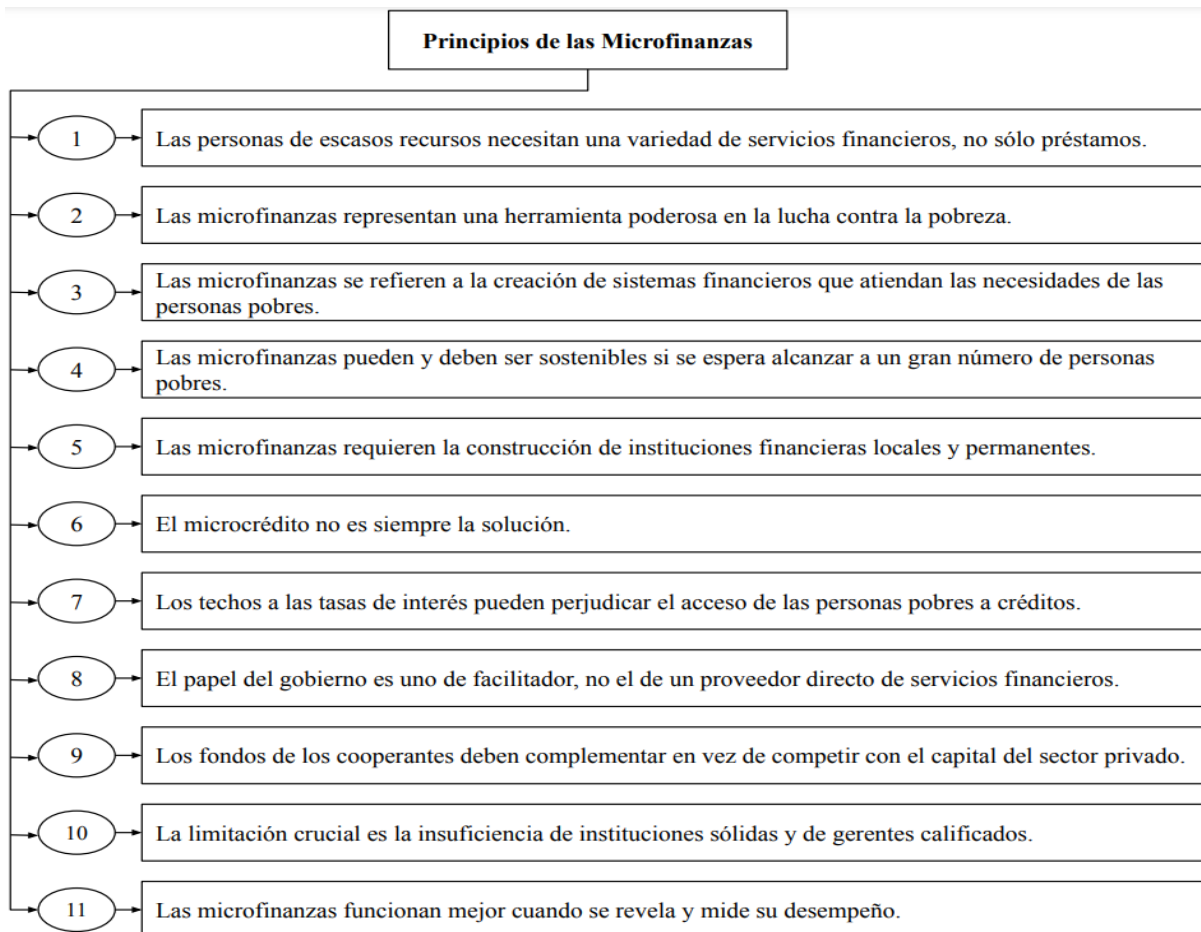 Principios de las Microfinanzas
1
Las personas de escasos recursos necesitan una variedad de servicios financieros, no sólo préstamos.
2
Las microfinanzas representan una herramienta poderosa en la lucha contra la pobreza.
3
Las microfinanzas se refieren a la creación de sistemas financieros que atiendan las necesidades de las
personas pobres.
4
Las microfinanzas pueden y deben ser sostenibles si se espera alcanzar a un gran número de personas
pobres.
5
Las microfinanzas requieren la construcción de instituciones financieras locales y permanentes.
6
El microcrédito no es siempre la solución.
7
Los techos a las tasas de interés pueden perjudicar el acceso de las personas pobres a créditos.
8
El papel del gobierno es uno de facilitador, no el de un proveedor directo de servicios financieros.
9
Los fondos de los cooperantes deben complementar en vez de competir con el capital del sector privado.
10
La limitación crucial es la insuficiencia de instituciones sólidas y de gerentes calificados.
11
Las microfinanzas funcionan mejor cuando se revela y mide su desempeño.